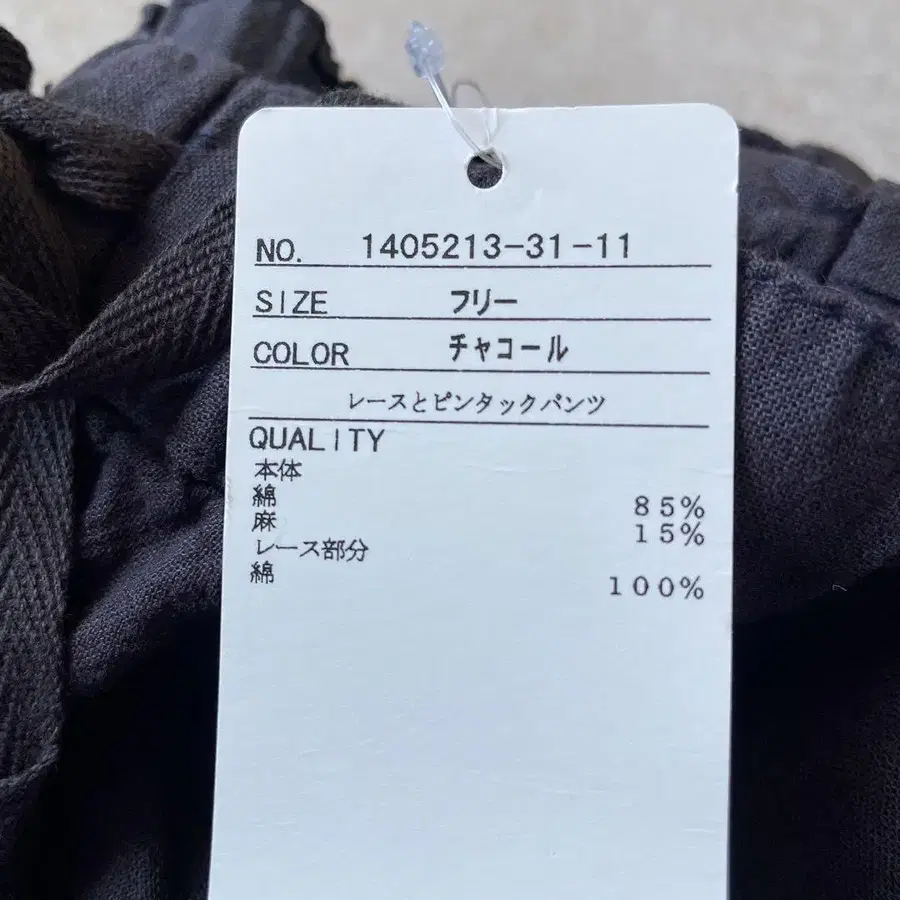 NO. 1405213-31-11
SIZE フリー
COLOR チャコール
レースとピンタックパンツ
QUALITY
本体
綿 85%
麻 15%
レース部分
綿 100%